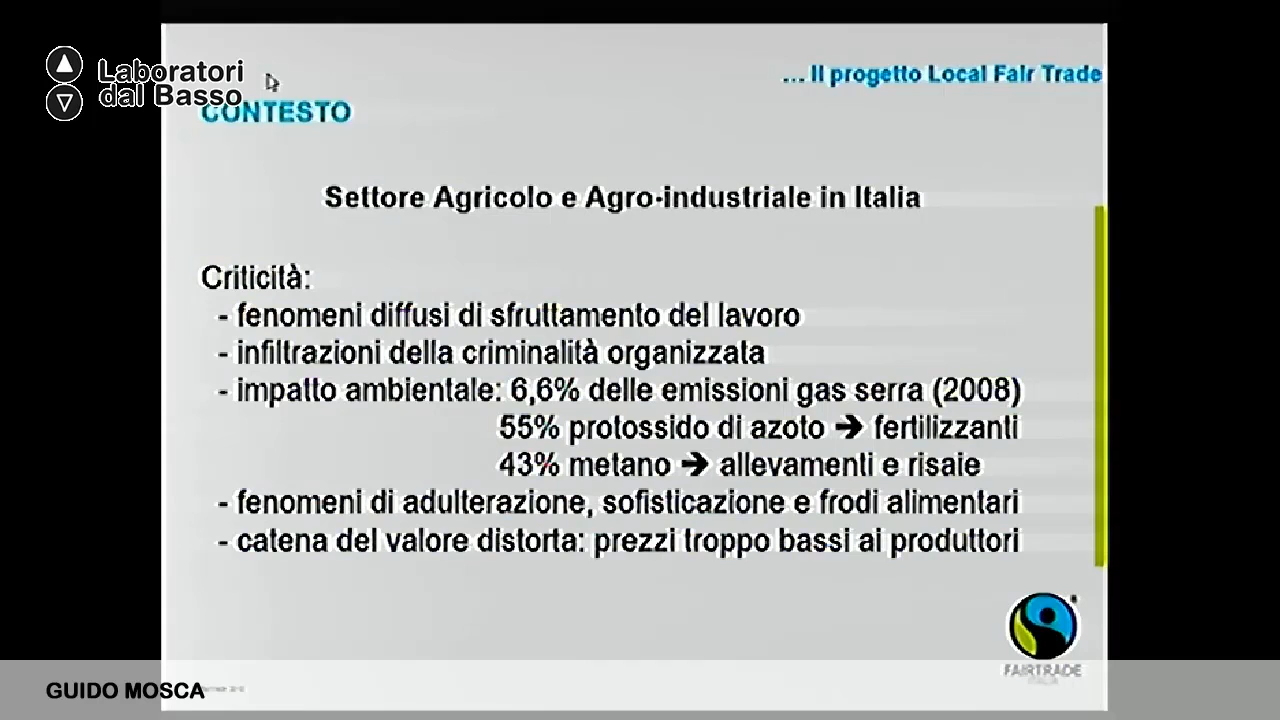 Laboratori
dal Basso
... Il progetto Local Fair Trade
CONTESTO
Settore Agricolo e Agro-industriale in Italia
Criticità:
- fenomeni diffusi di sfruttamento del lavoro
- infiltrazioni della criminalità organizzata
- impatto ambientale: 6,6% delle emissioni gas serra (2008)
55% protossido di azoto ➔ fertilizzanti
43% metano ➔ allevamenti e risaie
- fenomeni di adulterazione, sofisticazione e frodi alimentari
- catena del valore distorta: prezzi troppo bassi ai produttori
FAIRTRADE
GUIDO MOSCA